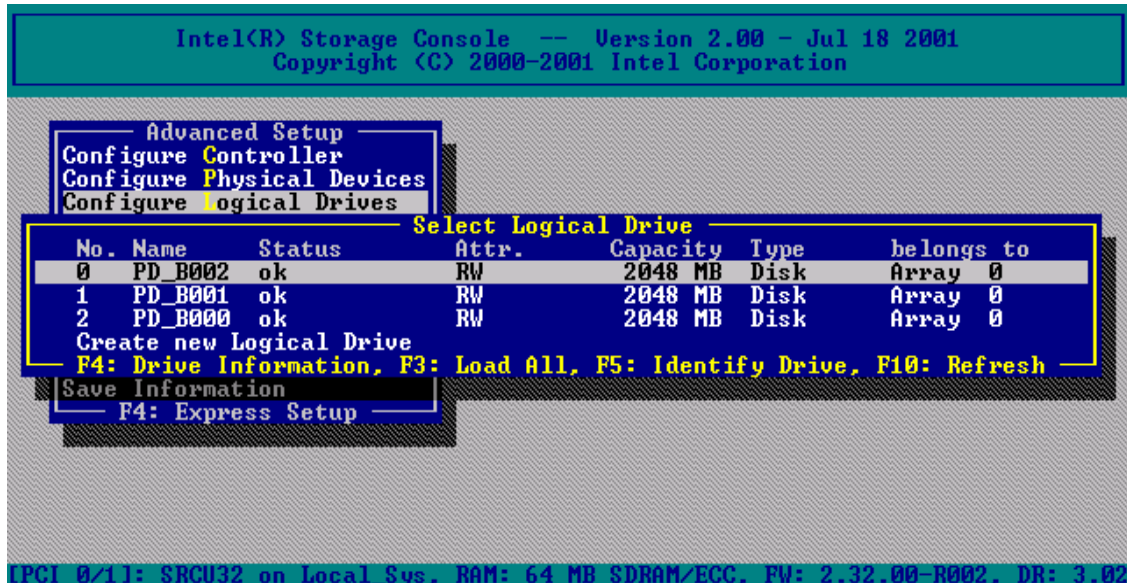 Intel(R) Storage Console -- Version 2.00 - Jul 18 2001
Copyright (C) 2000-2001 Intel Corporation
Advanced Setup
Configure Controller
Configure Physical Devices
Configure Logical Drives
Select Logical Drive
No. Name Status Attr. Capacity Type belongs to
0 PD_B002 ok RW 2048 MB Disk Array 0
1 PD_B001 ok RW 2048 MB Disk Array 0
2 PD_B000 ok RW 2048 MB Disk Array 0
Create new Logical Drive
F4: Drive Information, F3: Load All, F5: Identify Drive, F10: Refresh
Save Information
F4: Express Setup
[PCI 0/1]: SRCU32 on Local Sys, RAM: 64 MB SDRAM/ECC, FW: 2.32.00-R002, DR: 3.02